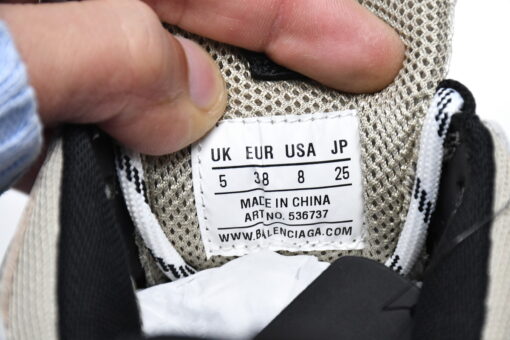 UK EUR USA JP
5 38 8 25
MADE IN CHINA
ART NO. 536737
WWW.BALENCIAGA.COM